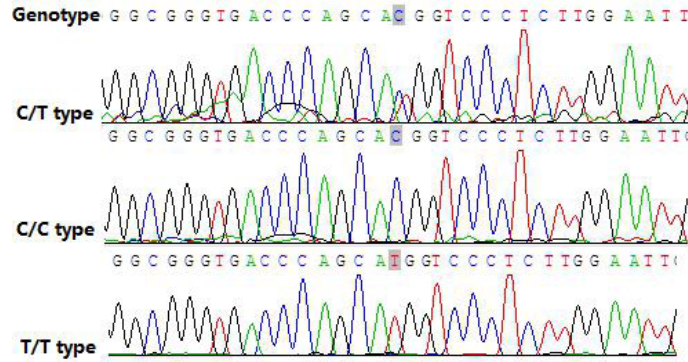 Genotype G G C G G G T G A C C C A G C A C G G T C C C T C T T G G A A T T
C/T type
G G C G G G T G A C C C A G C A C G G T C C C T C T T G G A A T T G
C/C type
G G C G G G T G A C C C A G C A T G G T C C C T C T T G G A A T T
T/T type